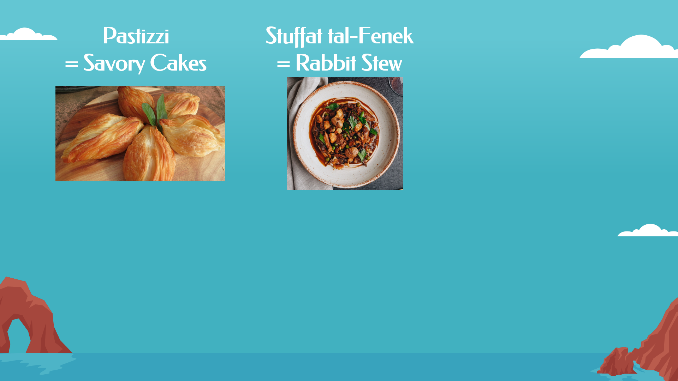 Pastizzi
= Savory Cakes
Stuffat tal-Fenek
= Rabbit Stew